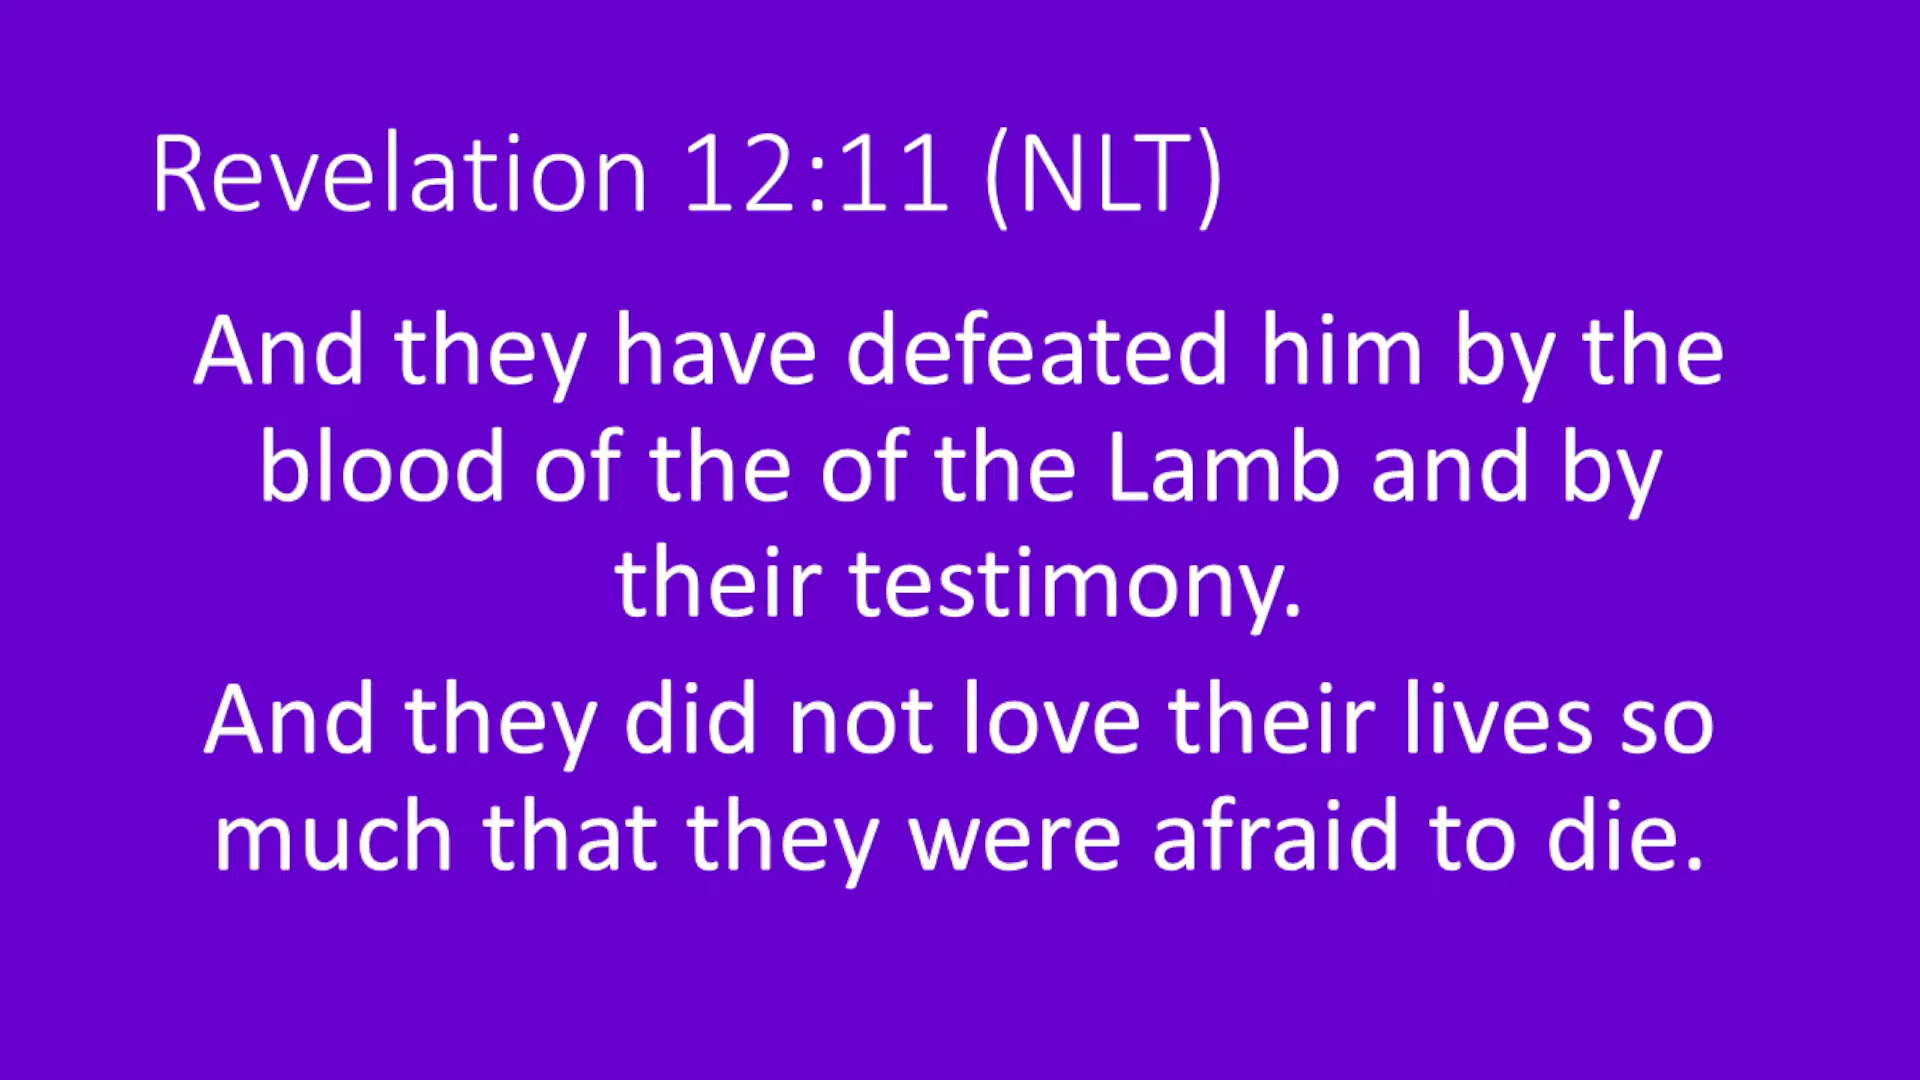 Revelation 12:11 (NLT)
And they have defeated him by the
blood of the of the Lamb and by
their testimony.
And they did not love their lives so
much that they were afraid to die.